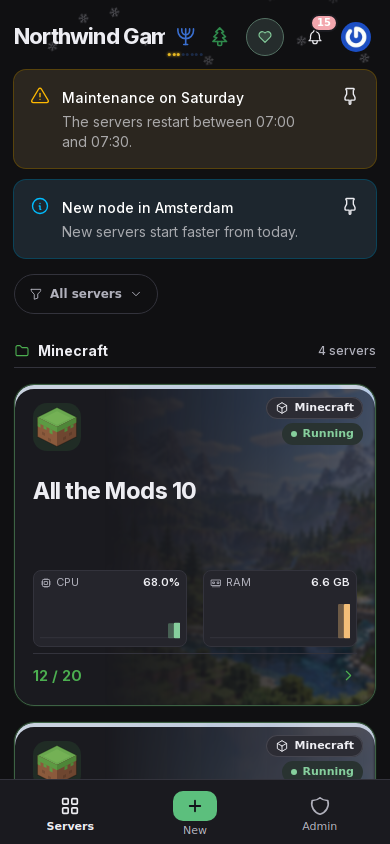 Northwind Gam
15
Maintenance on Saturday
The servers restart between 07:00
and 07:30.
New node in Amsterdam
New servers start faster from today.
All servers
Minecraft
4 servers
Minecraft
Running
All the Mods 10
CPU
68.0%
RAM
6.6 GB
12 / 20
Minecraft
Running
Servers
New
Admin